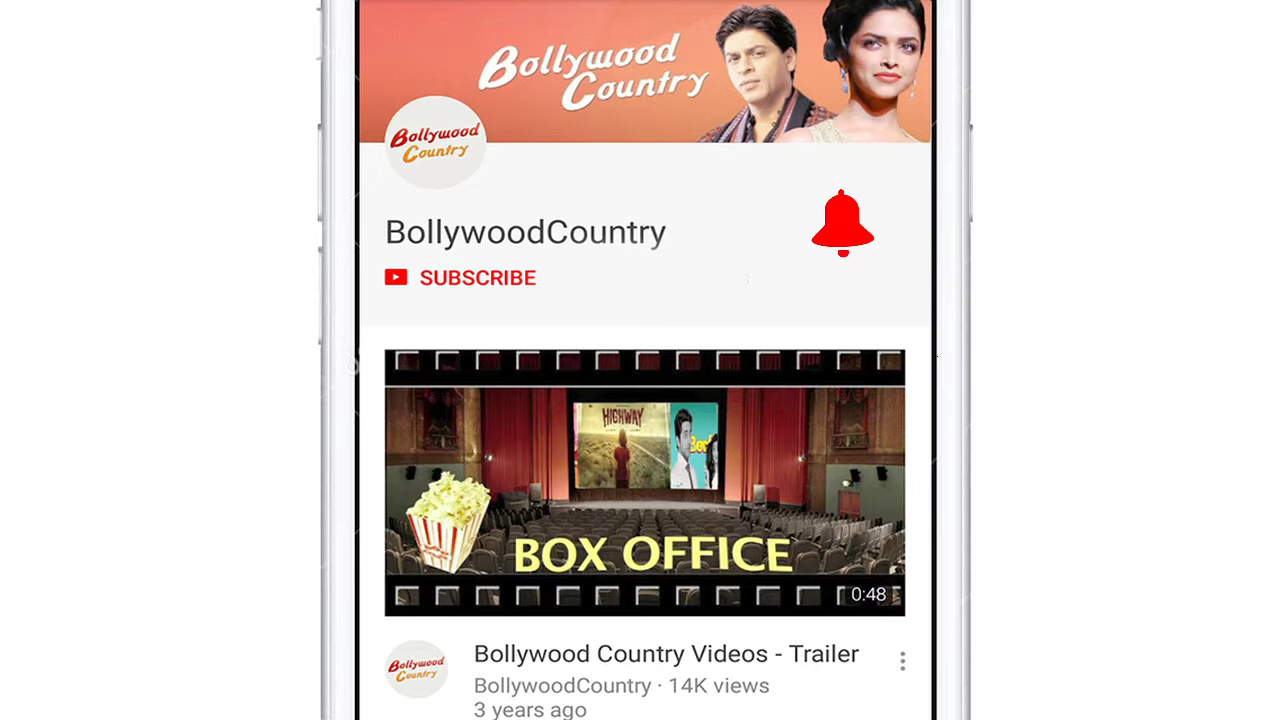 Bollywood
Country
Bollywood
Country
BollywoodCountry
SUBSCRIBE
HIGHWAY
BOX OFFICE
0:48
Bollywood
Country
Bollywood Country Videos - Trailer
BollywoodCountry · 14K views
3 years ago